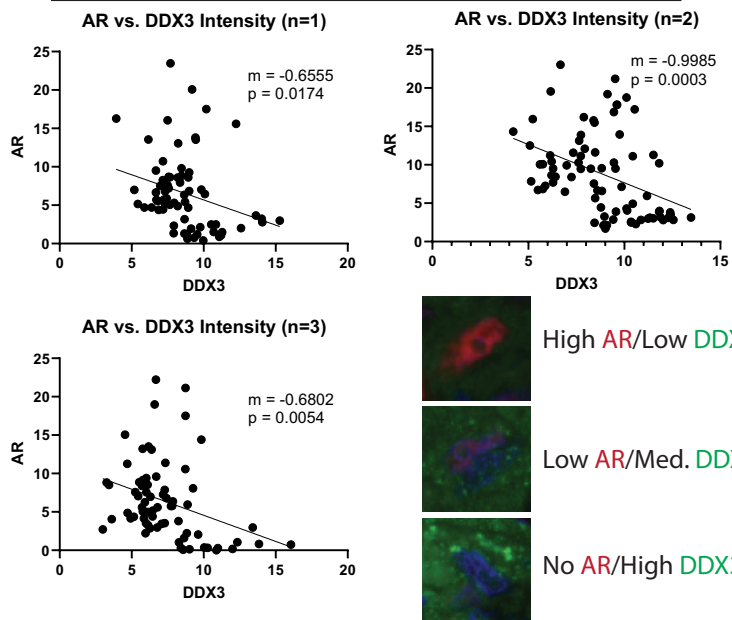 AR vs. DDX3 Intensity (n=1)
m = -0.6555
p = 0.0174
25
20
15
10
5
0
AR
0 5 10 15 20
DDX3
AR vs. DDX3 Intensity (n=2)
m = -0.9985
p = 0.0003
25
20
15
10
5
0
AR
0 5 10 15
DDX3
AR vs. DDX3 Intensity (n=3)
m = -0.6802
p = 0.0054
25
20
15
10
5
0
AR
0 5 10 15 20
DDX3
High AR/Low DDX
Low AR/Med. DDX
No AR/High DDX3